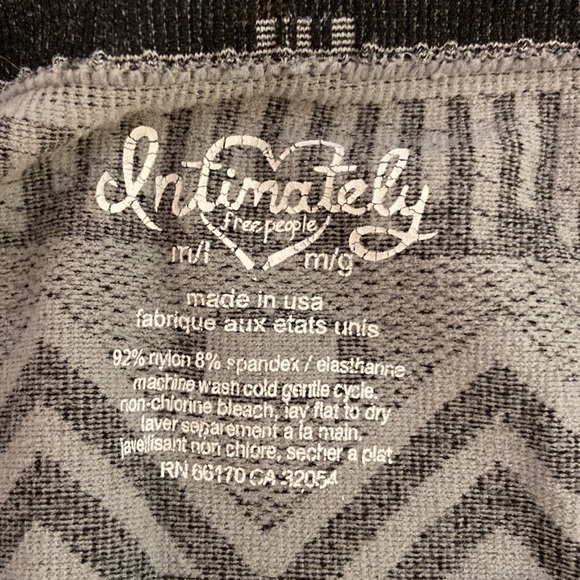 Intimately
free people
m/l m/g
made in usa
fabrique aux etats unis
92% nylon 8% spandex / elasthanne
machine wash cold gentle cycle,
non-chlorine bleach, lay flat to dry
laver separement a la main,
javellisant non chlore, secher a plat
RN 66170 CA 32054